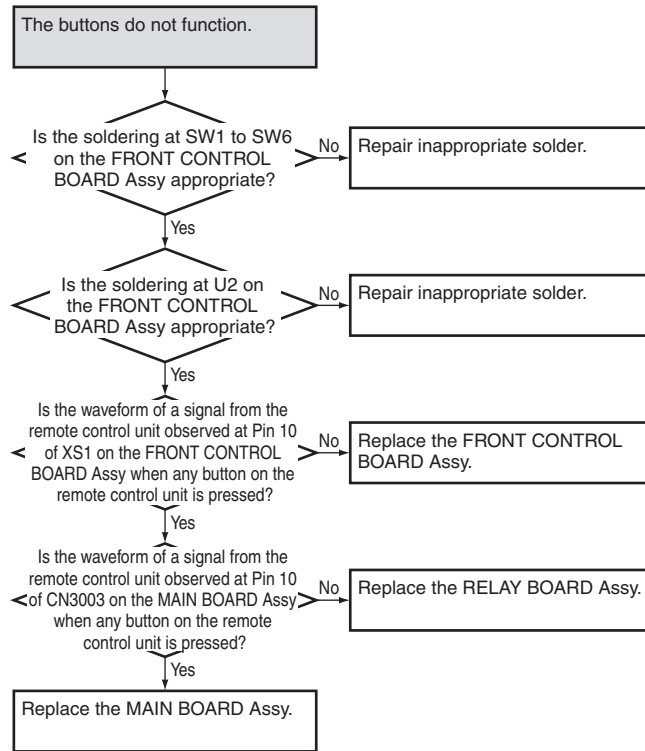 The buttons do not function.
Is the soldering at SW1 to SW6
on the FRONT CONTROL
BOARD Assy appropriate?
No
Repair inappropriate solder.
Yes
Is the soldering at U2 on
the FRONT CONTROL
BOARD Assy appropriate?
No
Repair inappropriate solder.
Yes
Is the waveform of a signal from the
remote control unit observed at Pin 10
of XS1 on the FRONT CONTROL
BOARD Assy when any button on the
remote control unit is pressed?
No
Replace the FRONT CONTROL
BOARD Assy.
Yes
Is the waveform of a signal from the
remote control unit observed at Pin 10
of CN3003 on the MAIN BOARD Assy
when any button on the remote
control unit is pressed?
No
Replace the RELAY BOARD Assy.
Yes
Replace the MAIN BOARD Assy.